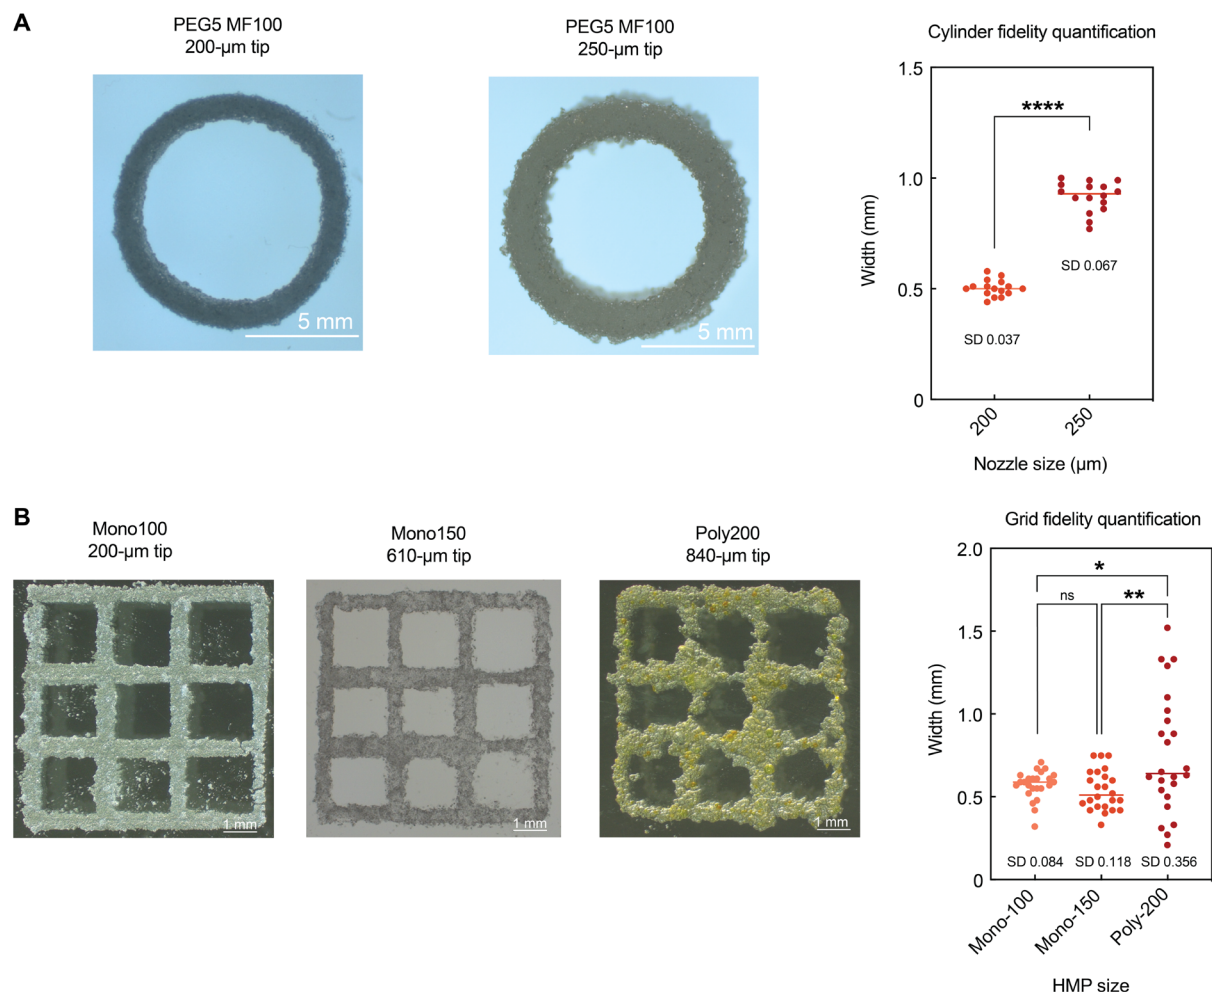 A
PEG5 MF100
200-µm tip
5 mm
PEG5 MF100
250-µm tip
5 mm
Cylinder fidelity quantification
1.5
1.0
0.5
0
Width (mm)
****
SD 0.037
SD 0.067
200
250
Nozzle size (µm)
B
Mono100
200-µm tip
1 mm
Mono150
610-µm tip
1 mm
Poly200
840-µm tip
1 mm
Grid fidelity quantification
2.0
1.5
1.0
0.5
0
Width (mm)
*
ns
**
SD 0.084
SD 0.118
SD 0.356
Mono-100
Mono-150
Poly-200
HMP size